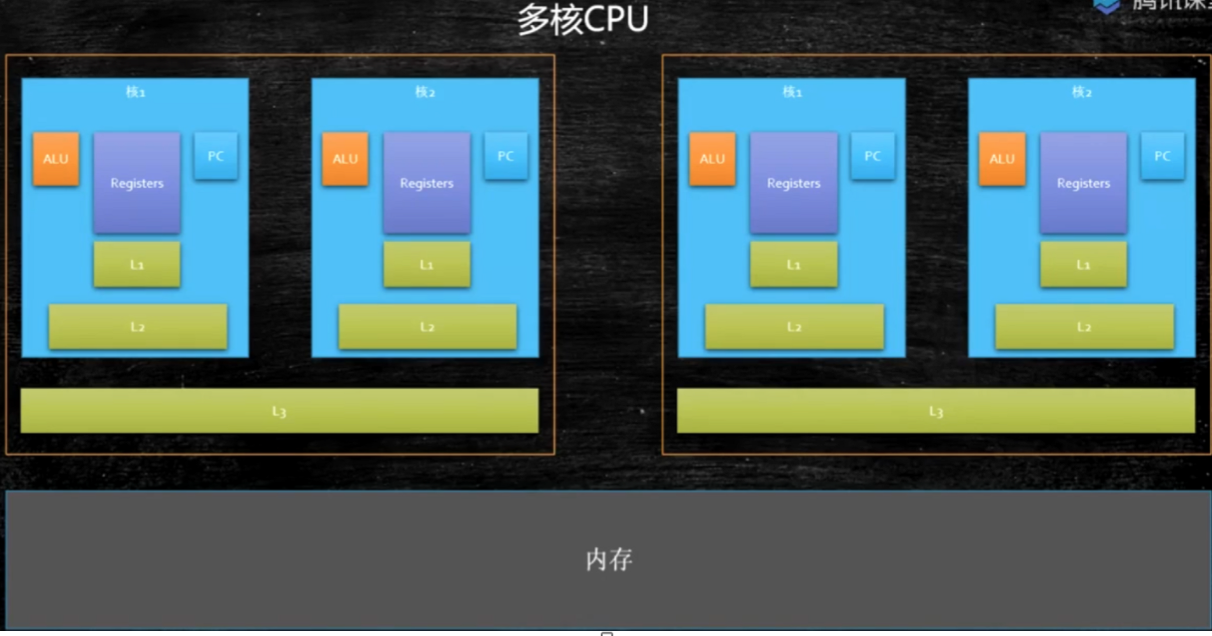 多核CPU
核1
ALU
Registers
PC
L1
L2
核2
ALU
Registers
PC
L1
L2
L3
核1
ALU
Registers
PC
L1
L2
核2
ALU
Registers
PC
L1
L2
L3
内存